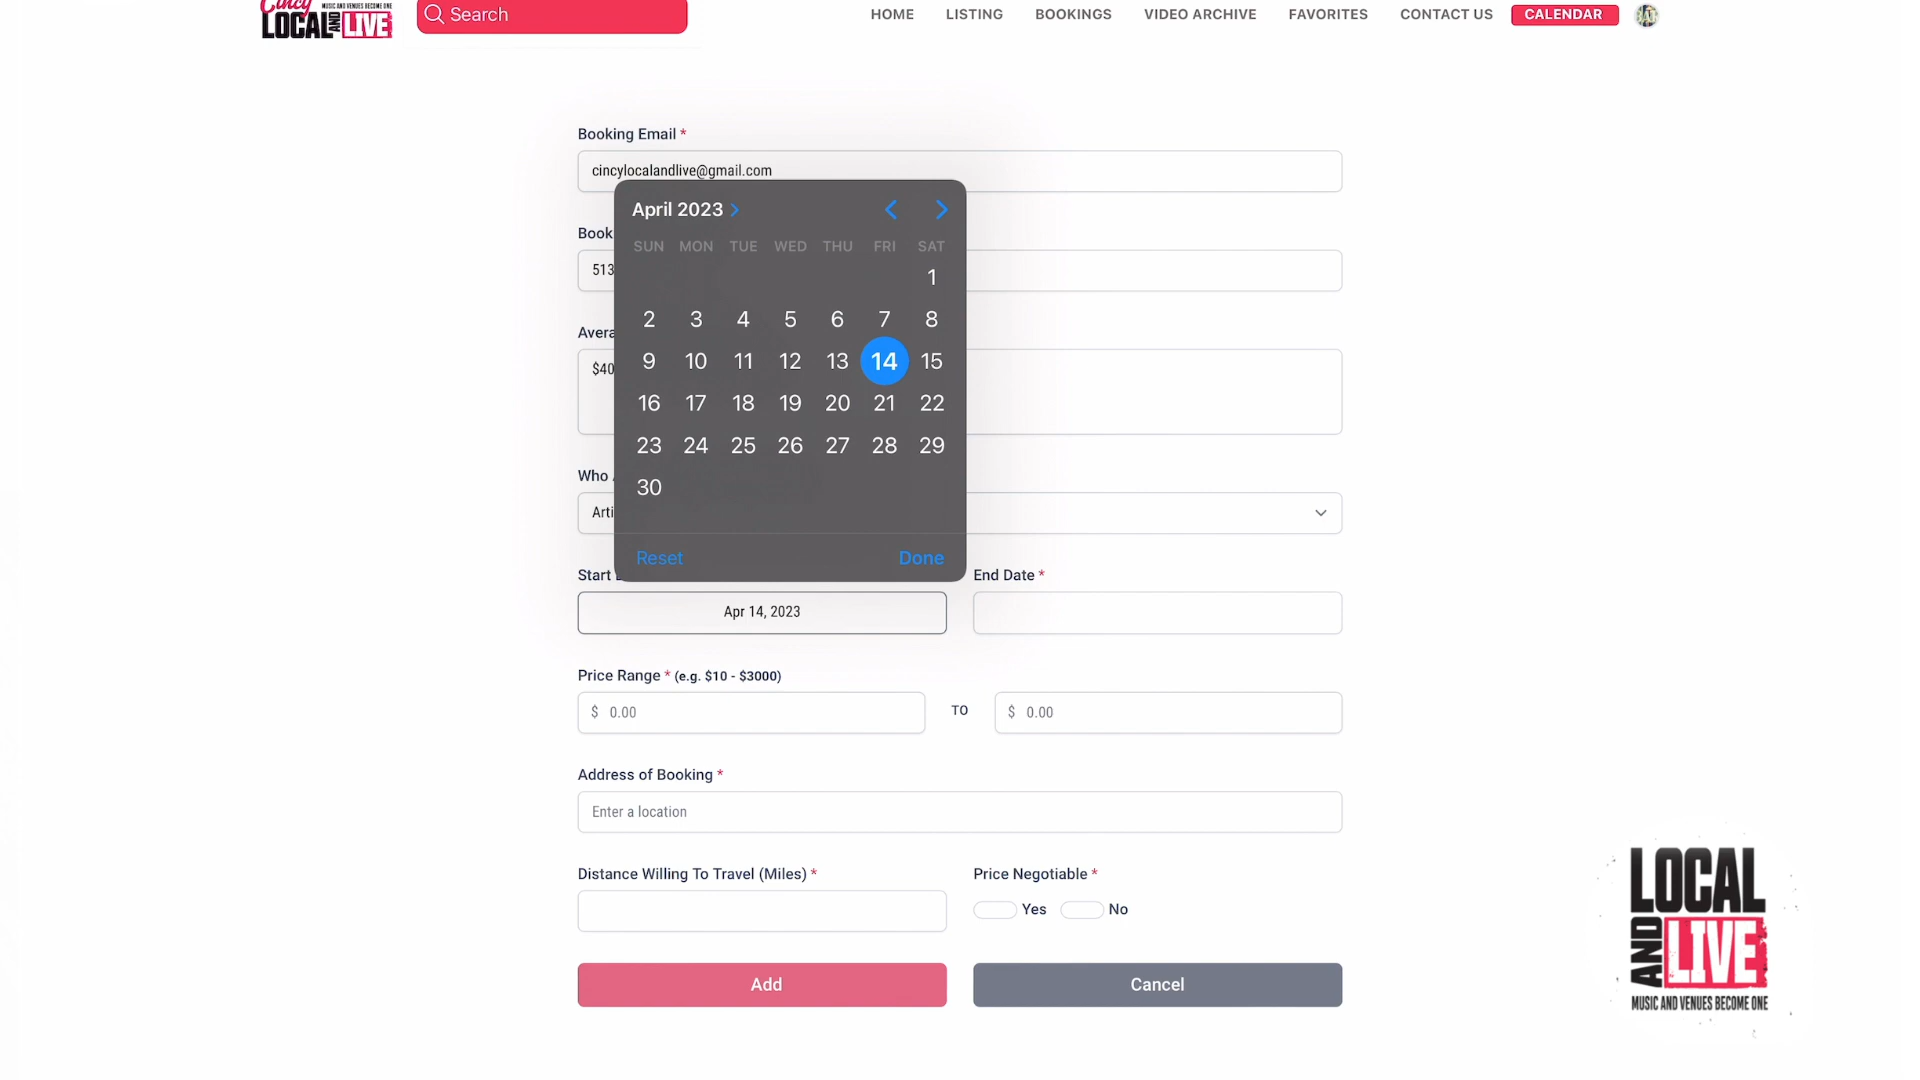 Cincy MUSIC AND VENUES BECOME ONE
LOCAL AND LIVE
Search
HOME LISTING BOOKINGS VIDEO ARCHIVE FAVORITES CONTACT US CALENDAR
Booking Email *
cincylocalandlive@gmail.com
April 2023
Book
SUN MON TUE WED THU FRI SAT
513
1
2 3 4 5 6 7 8
Avera
9 10 11 12 13 14 15
$40
16 17 18 19 20 21 22
23 24 25 26 27 28 29
Who
30
Arti
Reset Done
Start End Date *
Apr 14, 2023
Price Range * (e.g. $10 - $3000)
$ 0.00 TO $ 0.00
Address of Booking *
Enter a location
Distance Willing To Travel (Miles) * Price Negotiable *
Yes No
Add Cancel
LOCAL
AND LIVE
MUSIC AND VENUES BECOME ONE